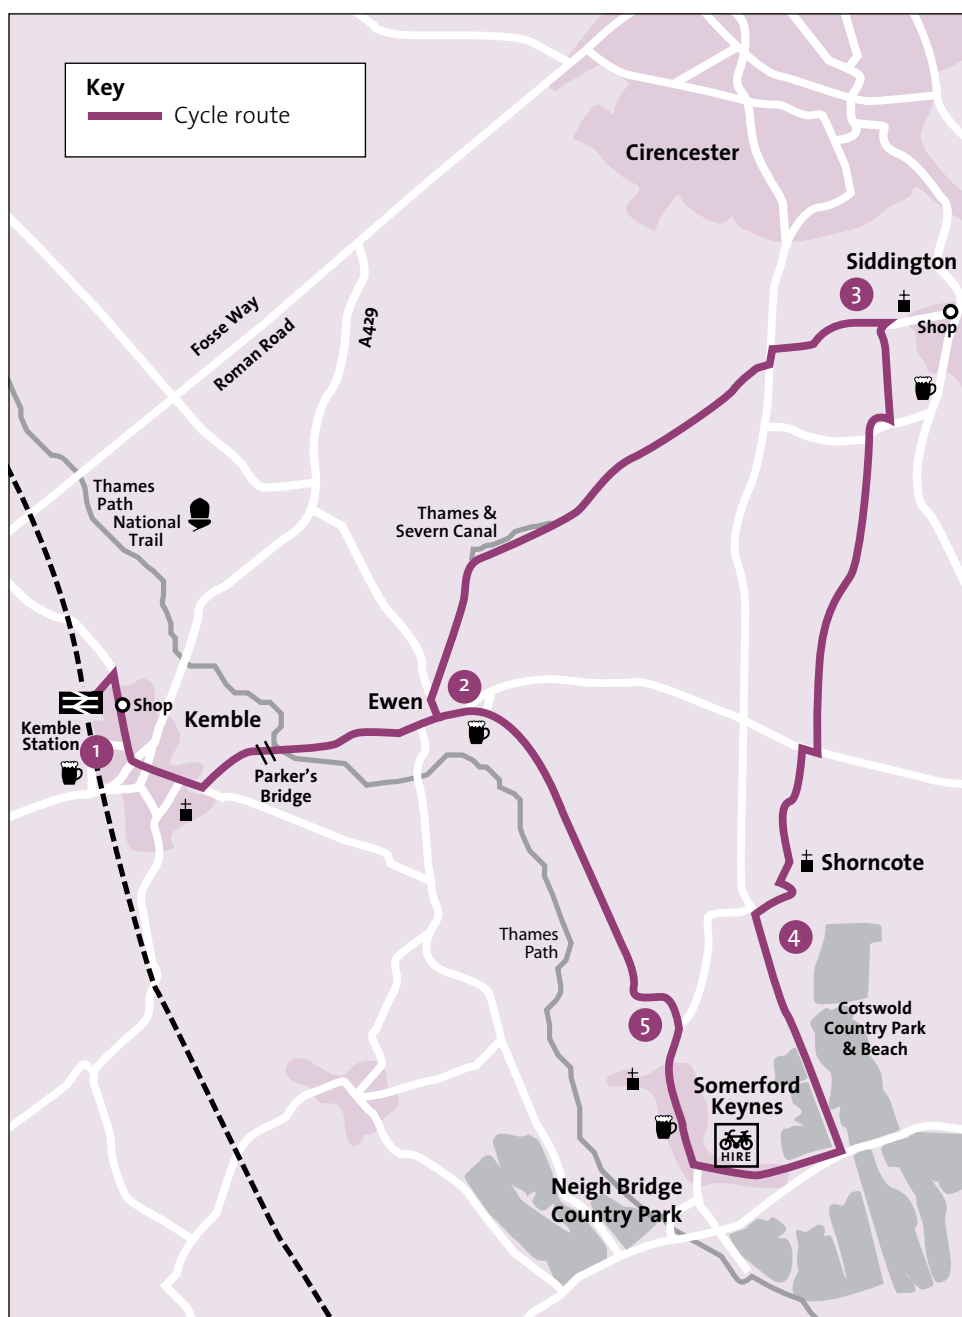 Key
Cycle route
Cirencester
Siddington
3
Shop
Fosse Way
Roman Road
A429
Thames
Path
National
Trail
Thames &
Severn Canal
Ewen
2
Shop
Kemble
Kemble
Station
1
Parker's
Bridge
Shorncote
4
Thames
Path
Cotswold
Country Park
& Beach
5
Somerford
Keynes
HIRE
Neigh Bridge
Country Park